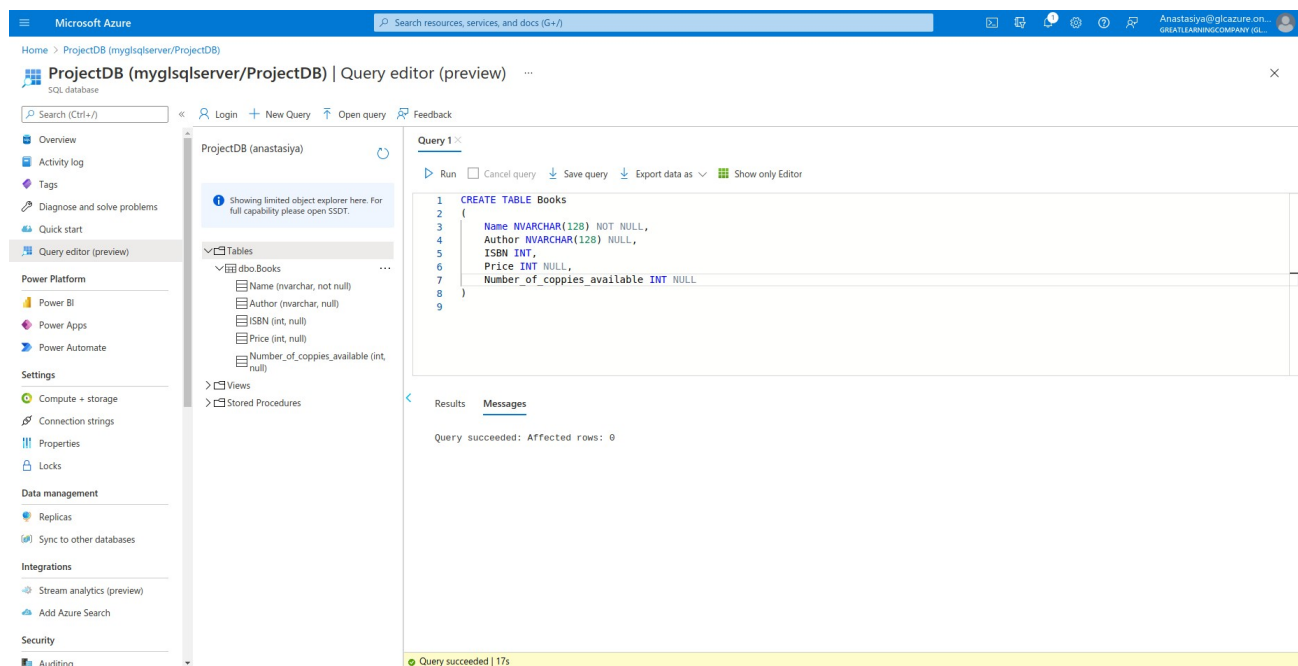 Microsoft Azure
Search resources, services, and docs (G+/)
1
Anastasiya@glcazure.on...
GREATLEARNINGCOMPANY (GL...
Home > ProjectDB (myglsqlserver/ProjectDB)
ProjectDB (myglsqlserver/ProjectDB) | Query editor (preview) ...
SQL database
Search (Ctrl+/)
Overview
Activity log
Tags
Diagnose and solve problems
Quick start
Query editor (preview)
Power Platform
Power BI
Power Apps
Power Automate
Settings
Compute + storage
Connection strings
Properties
Locks
Data management
Replicas
Sync to other databases
Integrations
Stream analytics (preview)
Add Azure Search
Security
Auditing
Login New Query Open query Feedback
ProjectDB (anastasiya)
Showing limited object explorer here. For
full capability please open SSDT.
Tables
dbo.Books ...
Name (nvarchar, not null)
Author (nvarchar, null)
ISBN (int, null)
Price (int, null)
Number_of_coppies_available (int,
null)
Views
Stored Procedures
Query 1
Run Cancel query Save query Export data as Show only Editor
1 CREATE TABLE Books
2 (
3 Name NVARCHAR(128) NOT NULL,
4 Author NVARCHAR(128) NULL,
5 ISBN INT,
6 Price INT NULL,
7 Number_of_coppies_available INT NULL
8 )
9
Results Messages
Query succeeded: Affected rows: 0
Query succeeded | 17s